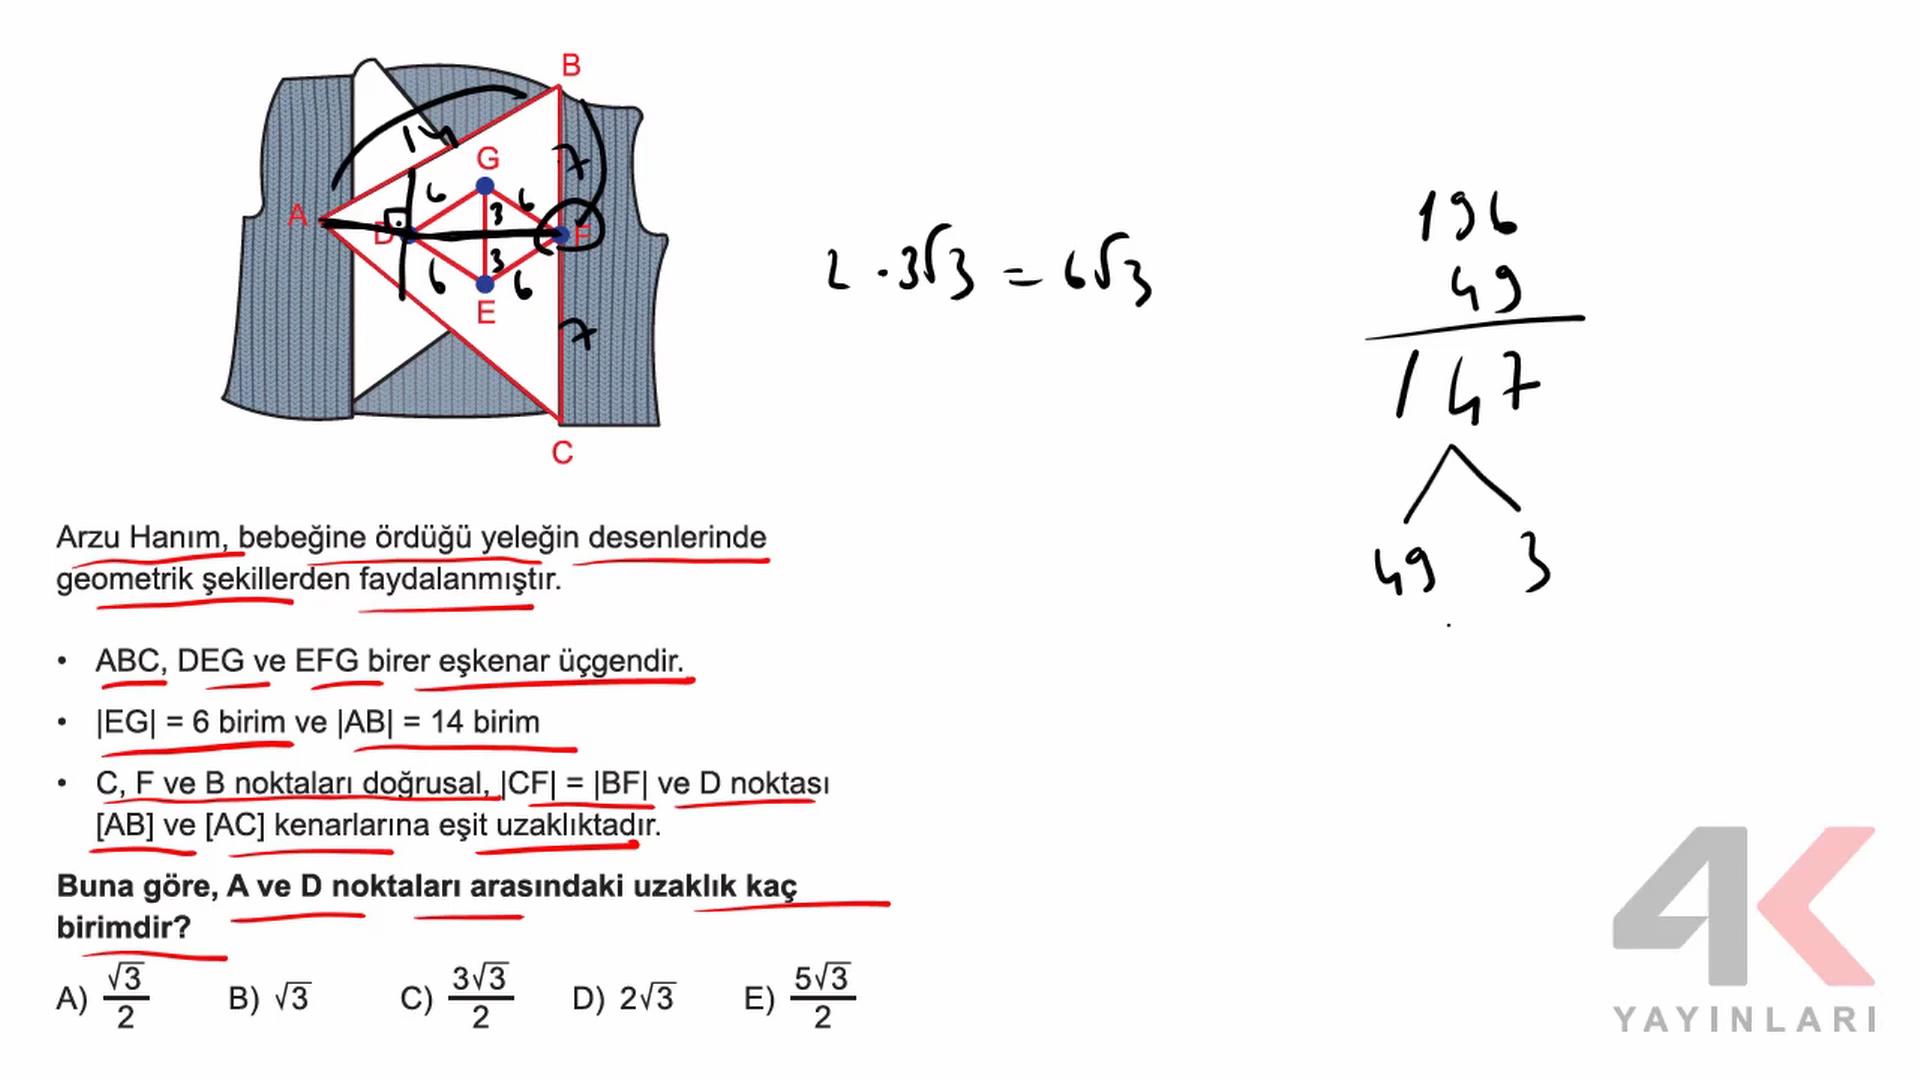 B
14
7
G
A
6
6
3
D
F
3
6
6
E
7
C
2 · 3√3 = 6√3
196
49
147
49 3
Arzu Hanım, bebeğine ördüğü yeleğin desenlerinde
geometrik şekillerden faydalanmıştır.
• ABC, DEG ve EFG birer eşkenar üçgendir.
• |EG| = 6 birim ve |AB| = 14 birim
• C, F ve B noktaları doğrusal, |CF| = |BF| ve D noktası
[AB] ve [AC] kenarlarına eşit uzaklıktadır.
Buna göre, A ve D noktaları arasındaki uzaklık kaç
birimdir?
A) √3/2 B) √3 C) 3√3/2 D) 2√3 E) 5√3/2
4K
YAYINLARI